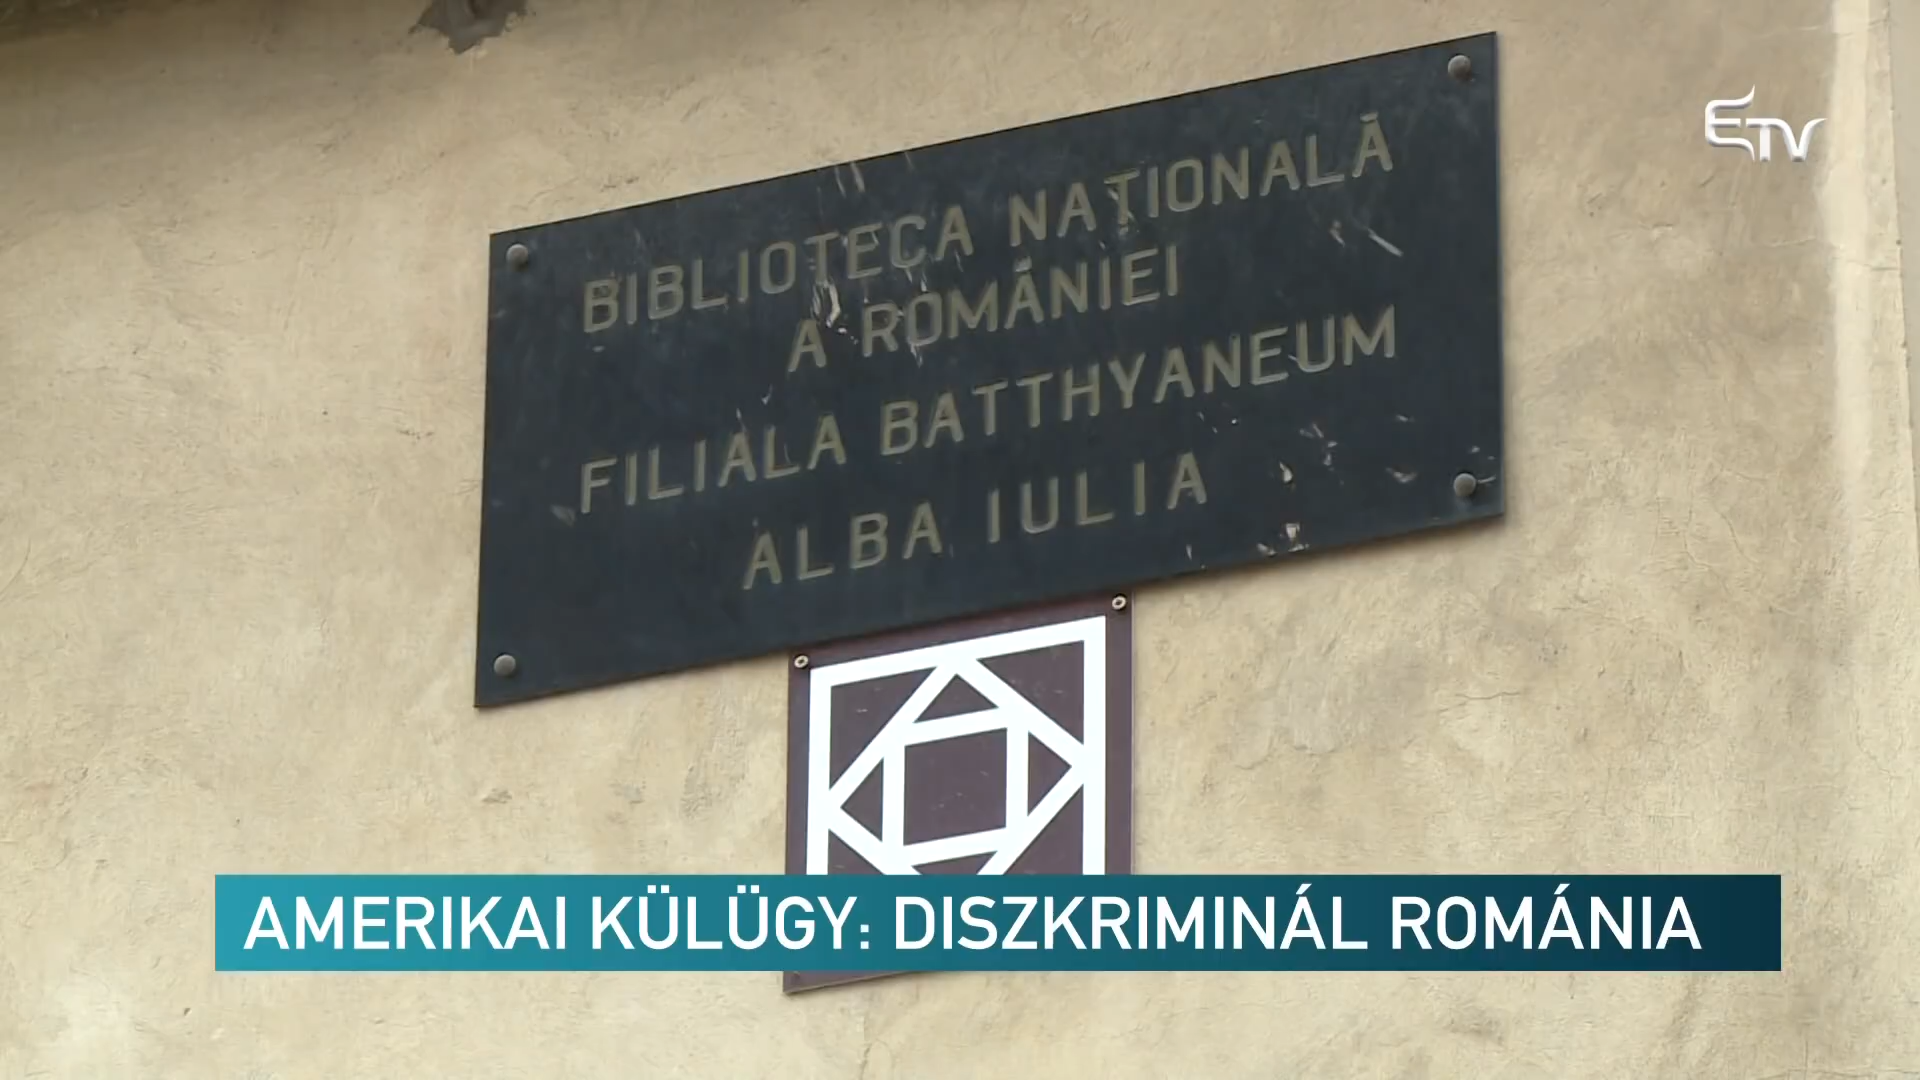 ETV
BIBLIOTECA NAȚIONALĂ
A ROMÂNIEI
FILIALA BATTHYANEUM
ALBA IULIA
AMERIKAI KÜLÜGY: DISZKRIMINÁL ROMÁNIA